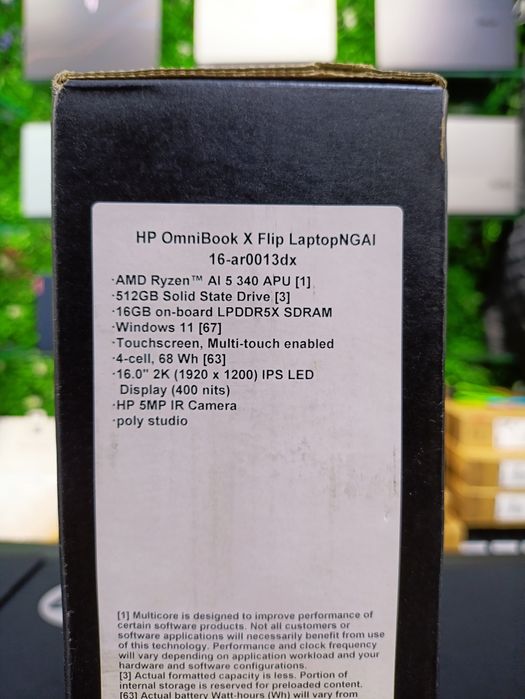 HP OmniBook X Flip LaptopNGAI
16-ar0013dx
·AMD Ryzen™ AI 5 340 APU [1]
·512GB Solid State Drive [3]
·16GB on-board LPDDR5X SDRAM
·Windows 11 [67]
·Touchscreen, Multi-touch enabled
·4-cell, 68 Wh [63]
·16.0" 2K (1920 x 1200) IPS LED
Display (400 nits)
·HP 5MP IR Camera
·poly studio
[1] Multicore is designed to improve performance of
certain software products. Not all customers or
software applications will necessarily benefit from use
of this technology. Performance and clock frequency
will vary depending on application workload and your
hardware and software configurations.
[3] Actual formatted capacity is less. Portion of
internal storage is reserved for preloaded content.
[63] Actual battery Watt-hours (Wh) will vary from